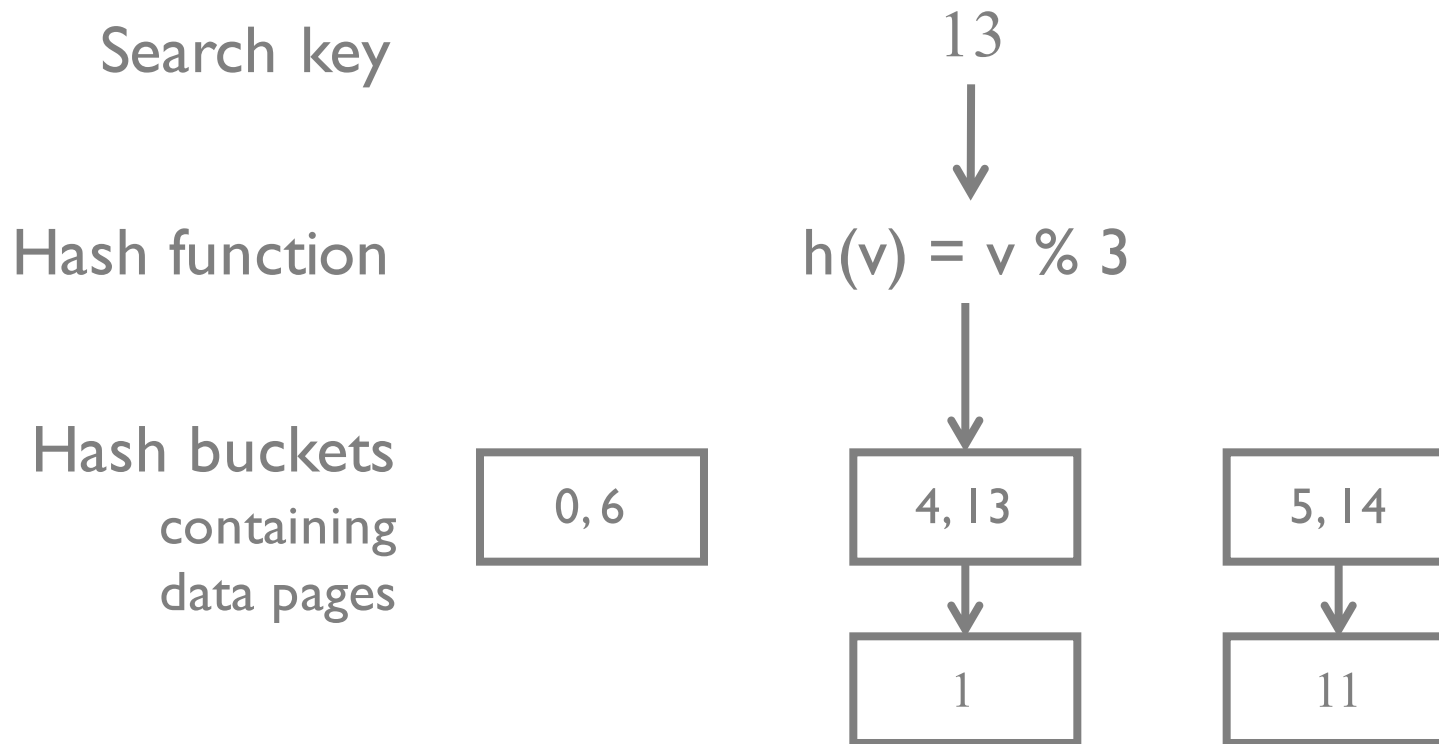 Search key
13
Hash function
h(v) = v % 3
Hash buckets
containing
data pages
0, 6
4, 13
5, 14
1
11